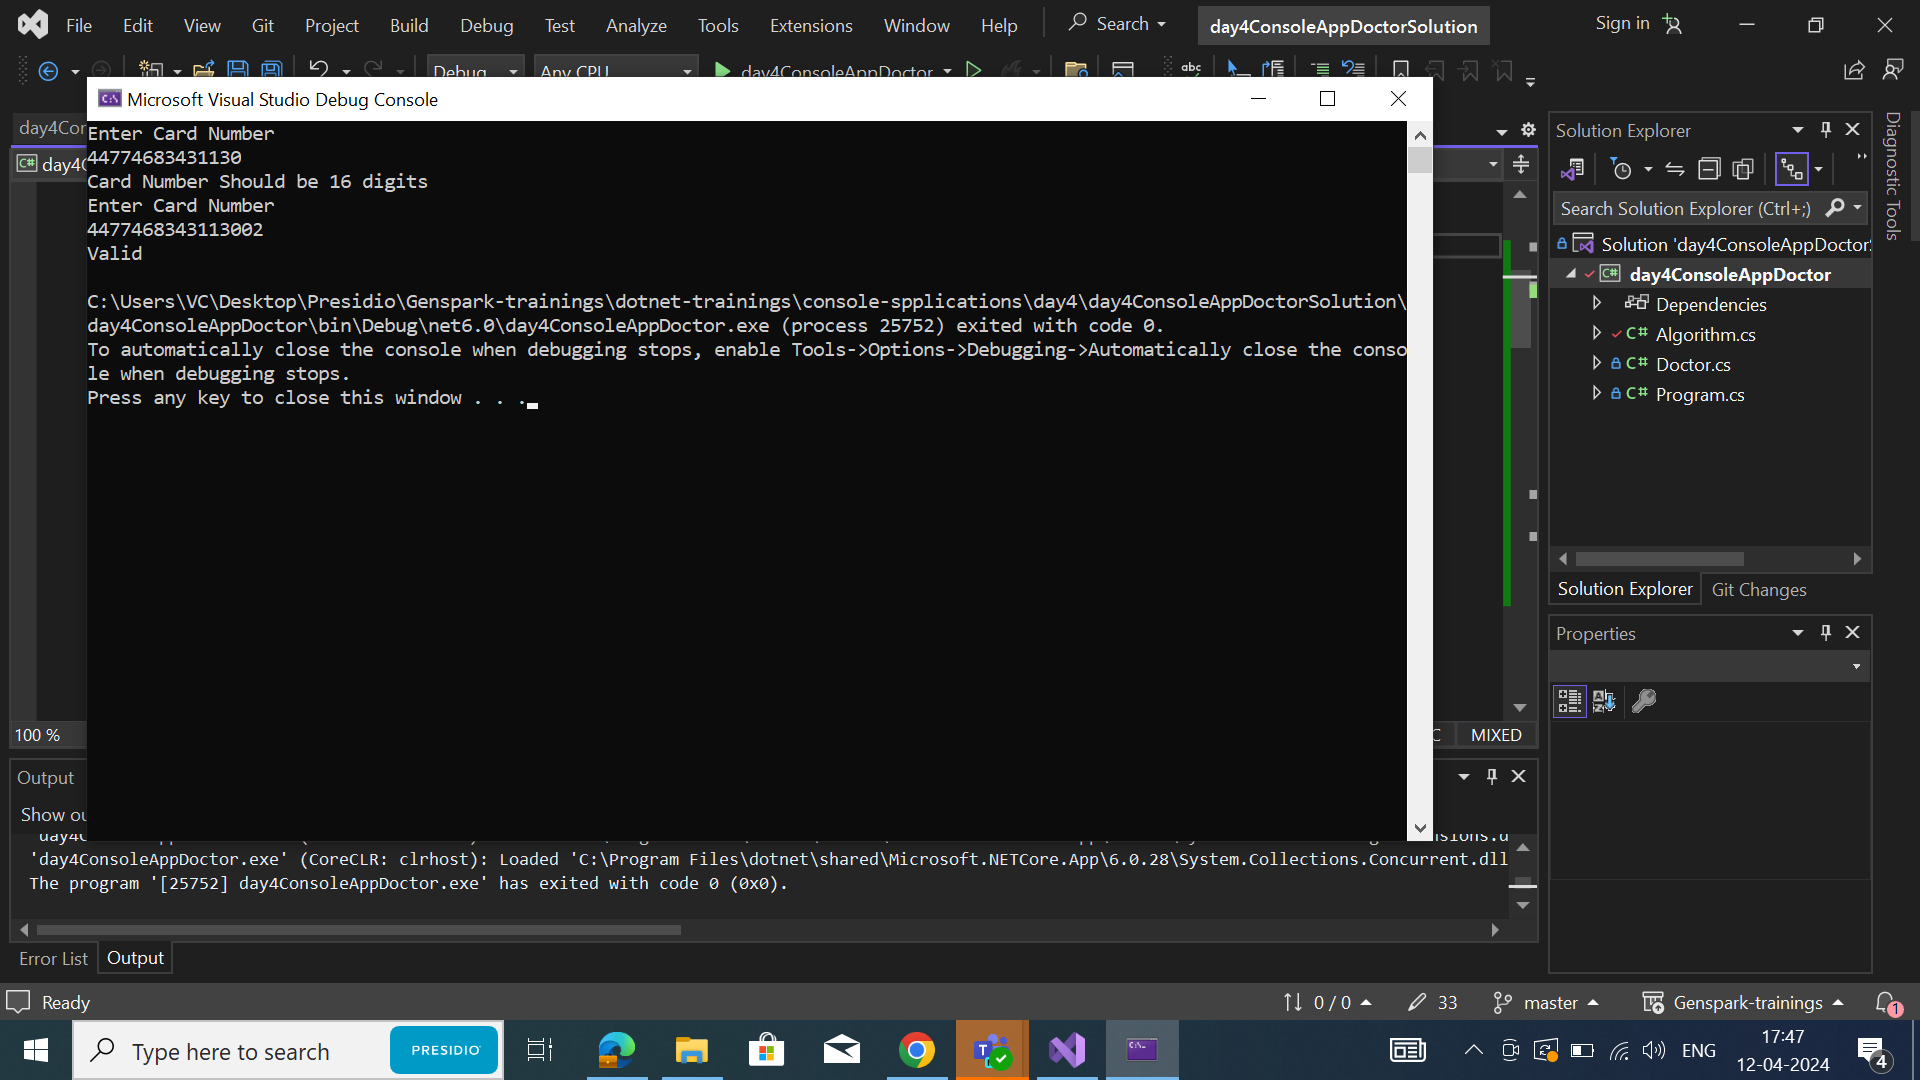 File Edit View Git Project Build Debug Test Analyze Tools Extensions Window Help Search day4ConsoleAppDoctorSolution Sign in
Debug Any CPU day4ConsoleAppDoctor
Microsoft Visual Studio Debug Console
Enter Card Number
44774683431130
Card Number Should be 16 digits
Enter Card Number
4477468343113002
Valid
C:\Users\VC\Desktop\Presidio\Genspark-trainings\dotnet-trainings\console-spplications\day4\day4ConsoleAppDoctorSolution\
day4ConsoleAppDoctor\bin\Debug\net6.0\day4ConsoleAppDoctor.exe (process 25752) exited with code 0.
To automatically close the console when debugging stops, enable Tools->Options->Debugging->Automatically close the conso
le when debugging stops.
Press any key to close this window . . .
100 %
MIXED
Output
Show ou
'day4ConsoleAppDoctor.exe' (CoreCLR: clrhost): Loaded 'C:\Program Files\dotnet\shared\Microsoft.NETCore.App\6.0.28\System.Collections.Concurrent.dll
The program '[25752] day4ConsoleAppDoctor.exe' has exited with code 0 (0x0).
Error List Output
Solution Explorer
Search Solution Explorer (Ctrl+;)
Solution 'day4ConsoleAppDoctorS
day4ConsoleAppDoctor
Dependencies
C# Algorithm.cs
C# Doctor.cs
C# Program.cs
Solution Explorer Git Changes
Properties
Diagnostic Tools
Ready 0 / 0 33 master Genspark-trainings 1
Type here to search PRESIDIO ENG 17:47
12-04-2024 4